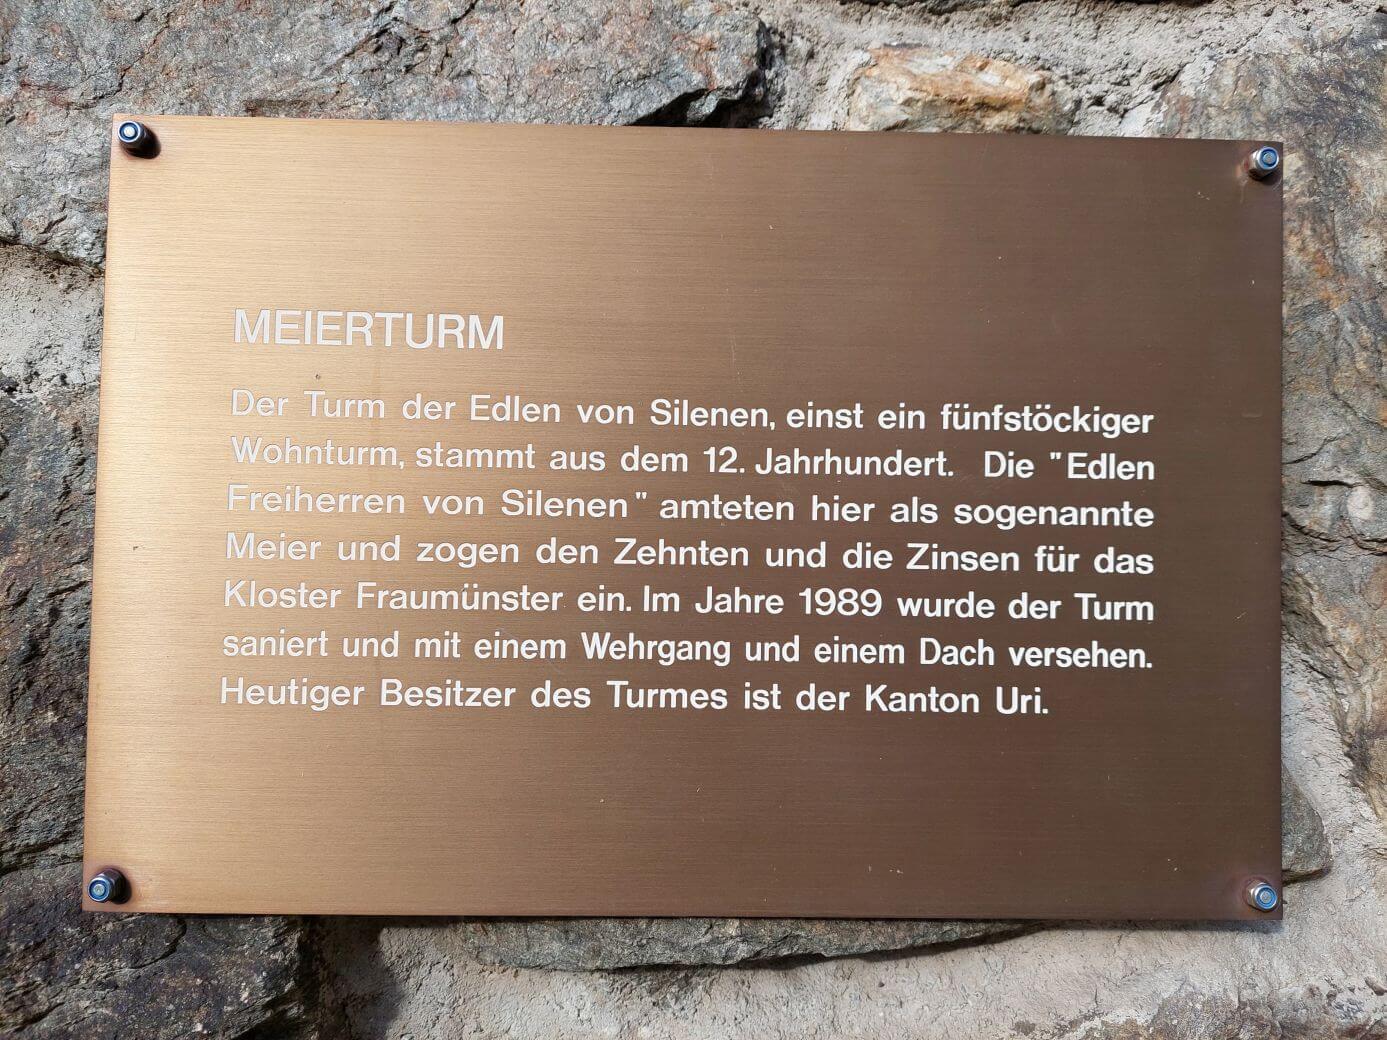 MEIERTURM
Der Turm der Edlen von Silenen, einst ein fünfstöckiger
Wohnturm, stammt aus dem 12. Jahrhundert. Die "Edlen
Freiherren von Silenen" amteten hier als sogenannte
Meier und zogen den Zehnten und die Zinsen für das
Kloster Fraumünster ein. Im Jahre 1989 wurde der Turm
saniert und mit einem Wehrgang und einem Dach versehen.
Heutiger Besitzer des Turmes ist der Kanton Uri.